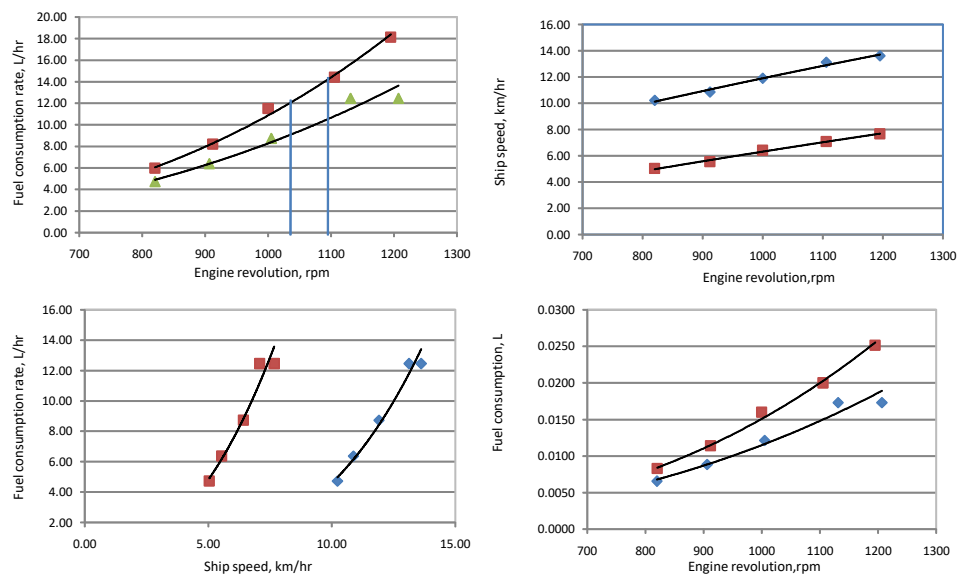 Fuel consumption rate, L/hr
20.00
18.00
16.00
14.00
12.00
10.00
8.00
6.00
4.00
2.00
0.00
700 800 900 1000 1100 1200 1300
Engine revolution, rpm
Ship speed, km/hr
16.00
14.00
12.00
10.00
8.00
6.00
4.00
2.00
0.00
700 800 900 1000 1100 1200 1300
Engine revolution,rpm
Fuel consumption rate, L/hr
16.00
14.00
12.00
10.00
8.00
6.00
4.00
2.00
0.00 5.00 10.00 15.00
Ship speed, km/hr
Fuel consumption, L
0.0300
0.0250
0.0200
0.0150
0.0100
0.0050
0.0000
700 800 900 1000 1100 1200 1300
Engine revolution,rpm